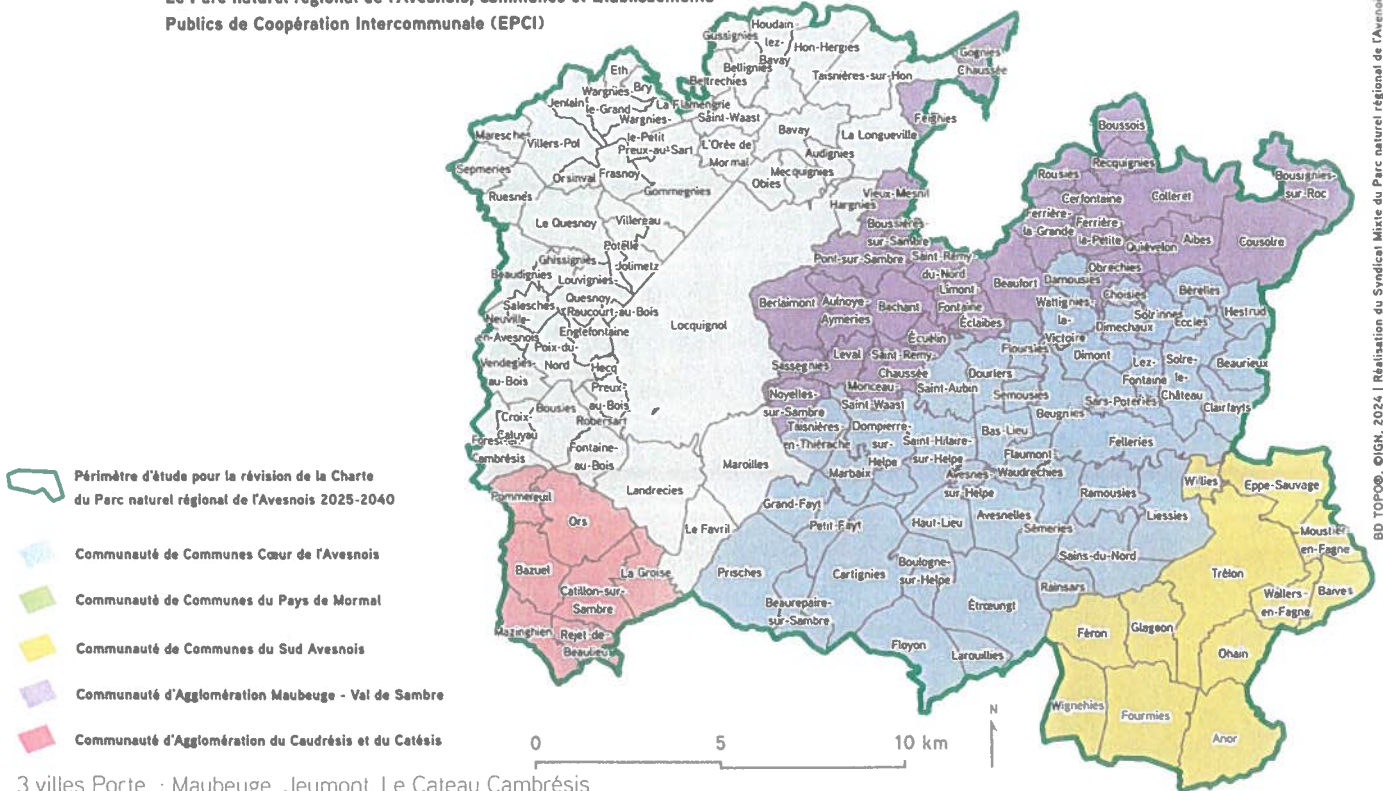 Publics de Coopération Intercommunale (EPCI)
Houdain-
Gussignies
lez-
Bavay
Hon-Hergies
Gognies
Chaussée
Eth
Bellignies
Bettrechies
Taisnières-sur-Hon
Wargnies-
le-Grand
Bry
Jenlain
La Flamengrie
Saint-Waast
Feignies
Boussois
Wargnies-
le-Petit
Bavay
La Longueville
Maresches
Villers-Pol
Preux-au-Sart
L'Orée de
Mormal
Audignies
Recquignies
Rousies
Bousignies-
sur-Roc
Sepmeries
Orsinval
Frasnoy
Mecquignies
Obies
Gommegnies
Vieux-Mesnil
Cerfontaine
Colleret
Ruesnes
Hargnies
Ferrière-
la-Grande
Ferrière-
la-Petite
Le Quesnoy
Villereau
Boussières-
sur-Sambre
Quiévelon
Aibes
Cousolre
Potelle
Pont-sur-Sambre
Saint-Rémy-
du-Nord
Ghissignies
Jolimetz
Obrechies
Beaudignies
Louvignies-
Quesnoy
Limont-
Fontaine
Beaufort
Damousies
Choisies
Bérelles
Salesches
Raucourt-au-Bois
Berlaimont
Aulnoye-
Aymeries
Bachant
Wattignies-
la-
Victoire
Solrinnes
Eccles
Hestrud
Neuville-
en-Avesnois
Englefontaine
Locquignol
Éclaibes
Dimechaux
Poix-du-
Nord
Écuélin
Floursies
Vendegies-
au-Bois
Hecq
Leval
Saint-Remy-
Chaussée
Dimont
Lez-
Fontaine
Solre-
le-
Château
Beaurieux
Sassegnies
Dourlers
Preux-
au-Bois
Noyelles-
sur-Sambre
Monceau-
Saint-Waast
Saint-Aubin
Sémousies
Sars-Poteries
Clairfayts
Bousies
Beugnies
Croix-
Caluyau
Robersart
Taisnières-
en-Thiérache
Dompierre-
sur-
Helpe
Saint-Hilaire-
sur-Helpe
Bas-Lieu
Felleries
Cambrésis
Fontaine-
au-Bois
Maroilles
Marbaix
Flaumont-
Waudrechies
Avesnes-
sur-Helpe
Willies
Eppe-Sauvage
Landrecies
Grand-Fayt
Ramousies
Pommereuil
Ors
Le Favril
Petit-Fayt
Haut-Lieu
Avesnelles
Sémeries
Liessies
Moustier-
en-Fagne
Bazuel
La Groise
Prisches
Cartignies
Boulogne-
sur-Helpe
Sains-du-Nord
Trélon
Catillon-sur-
Sambre
Rainsars
Wallers-
en-Fagne
Baives
Beaurepaire-
sur-Sambre
Étrœungt
Mazinghien
Rejet-de-
Beaulieu
Féron
Glageon
Floyon
Larouillies
Ohain
Wignehies
Fourmies
Anor
Périmètre d'étude pour la révision de la Charte
du Parc naturel régional de l'Avesnois 2025-2040
Communauté de Communes Cœur de l'Avesnois
Communauté de Communes du Pays de Mormal
Communauté de Communes du Sud Avesnois
Communauté d'Agglomération Maubeuge - Val de Sambre
Communauté d'Agglomération du Caudrésis et du Catésis
0 5 10 km
N
3 villes Porte : Maubeuge, Jeumont, Le Cateau Cambrésis
BD TOPO®, ©IGN, 2024 | Réalisation du Syndicat Mixte du Parc naturel régional de l'Avesnois